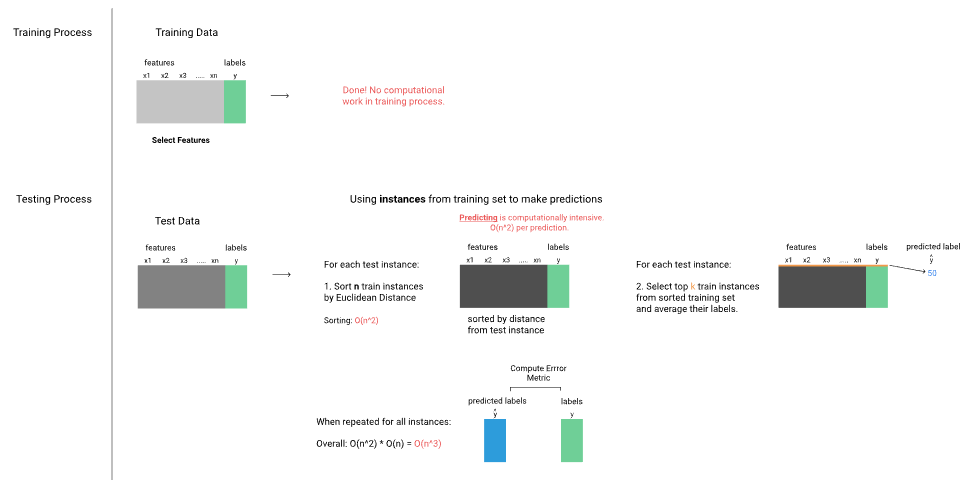 Training Process
Training Data
features labels
x1 x2 x3 ..... xn y
Done! No computational
work in training process.
Select Features
Testing Process
Using instances from training set to make predictions
Test Data
Predicting is computationally intensive.
O(n^2) per prediction.
features labels
x1 x2 x3 ..... xn y
For each test instance:
1. Sort n train instances
by Euclidean Distance
Sorting: O(n^2)
features labels
x1 x2 x3 ..... xn y
sorted by distance
from test instance
For each test instance:
2. Select top k train instances
from sorted training set
and average their labels.
features labels
x1 x2 x3 ..... xn y
predicted label
ŷ
50
Compute Errror
Metric
When repeated for all instances:
Overall: O(n^2) * O(n) = O(n^3)
predicted labels labels
ŷ y